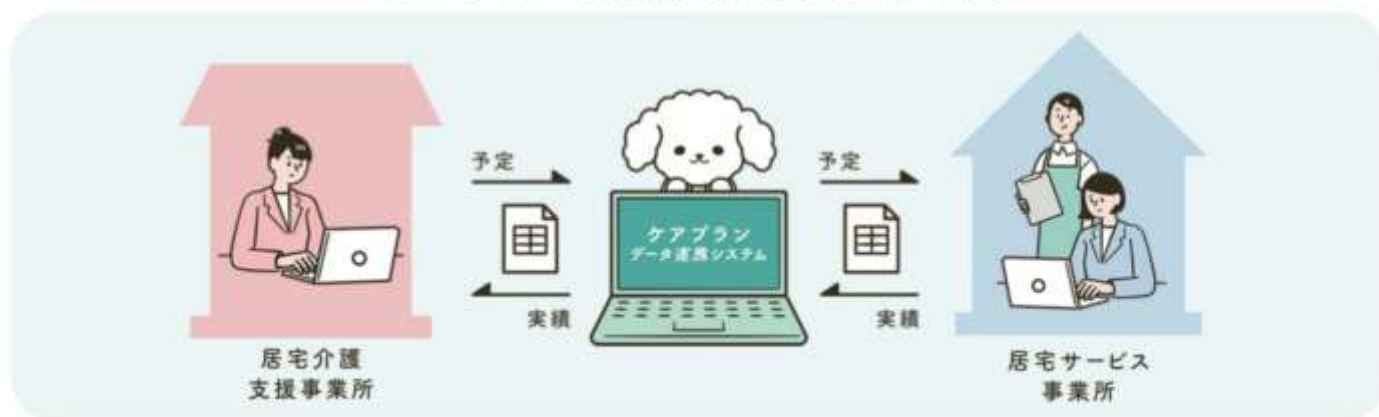 予定
実績
ケアプラン
データ連携システム
予定
実績
居宅介護
支援事業所
居宅サービス
事業所